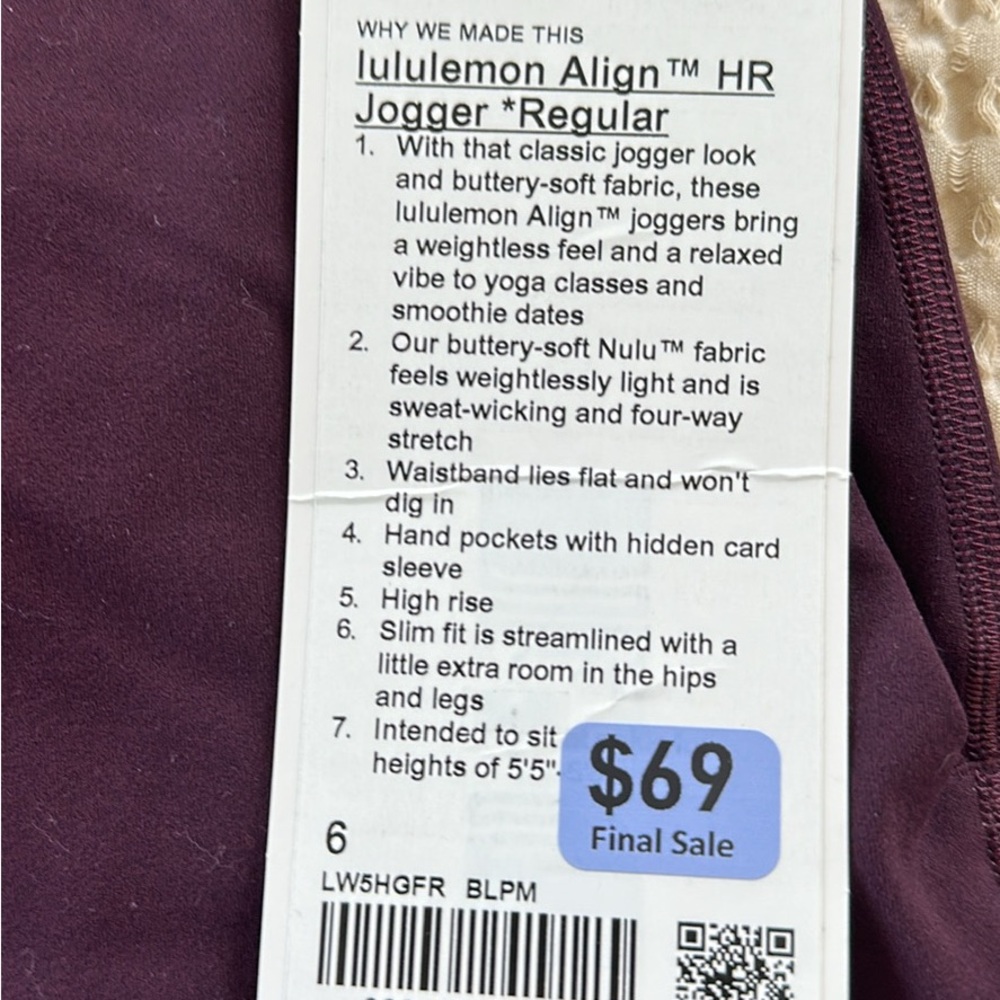 WHY WE MADE THIS
lululemon Align™ HR
Jogger *Regular
1. With that classic jogger look
and buttery-soft fabric, these
lululemon Align™ joggers bring
a weightless feel and a relaxed
vibe to yoga classes and
smoothie dates
2. Our buttery-soft Nulu™ fabric
feels weightlessly light and is
sweat-wicking and four-way
stretch
3. Waistband lies flat and won't
dig in
4. Hand pockets with hidden card
sleeve
5. High rise
6. Slim fit is streamlined with a
little extra room in the hips
and legs
7. Intended to sit
heights of 5'5"-
$69
Final Sale
6
LW5HGFR BLPM